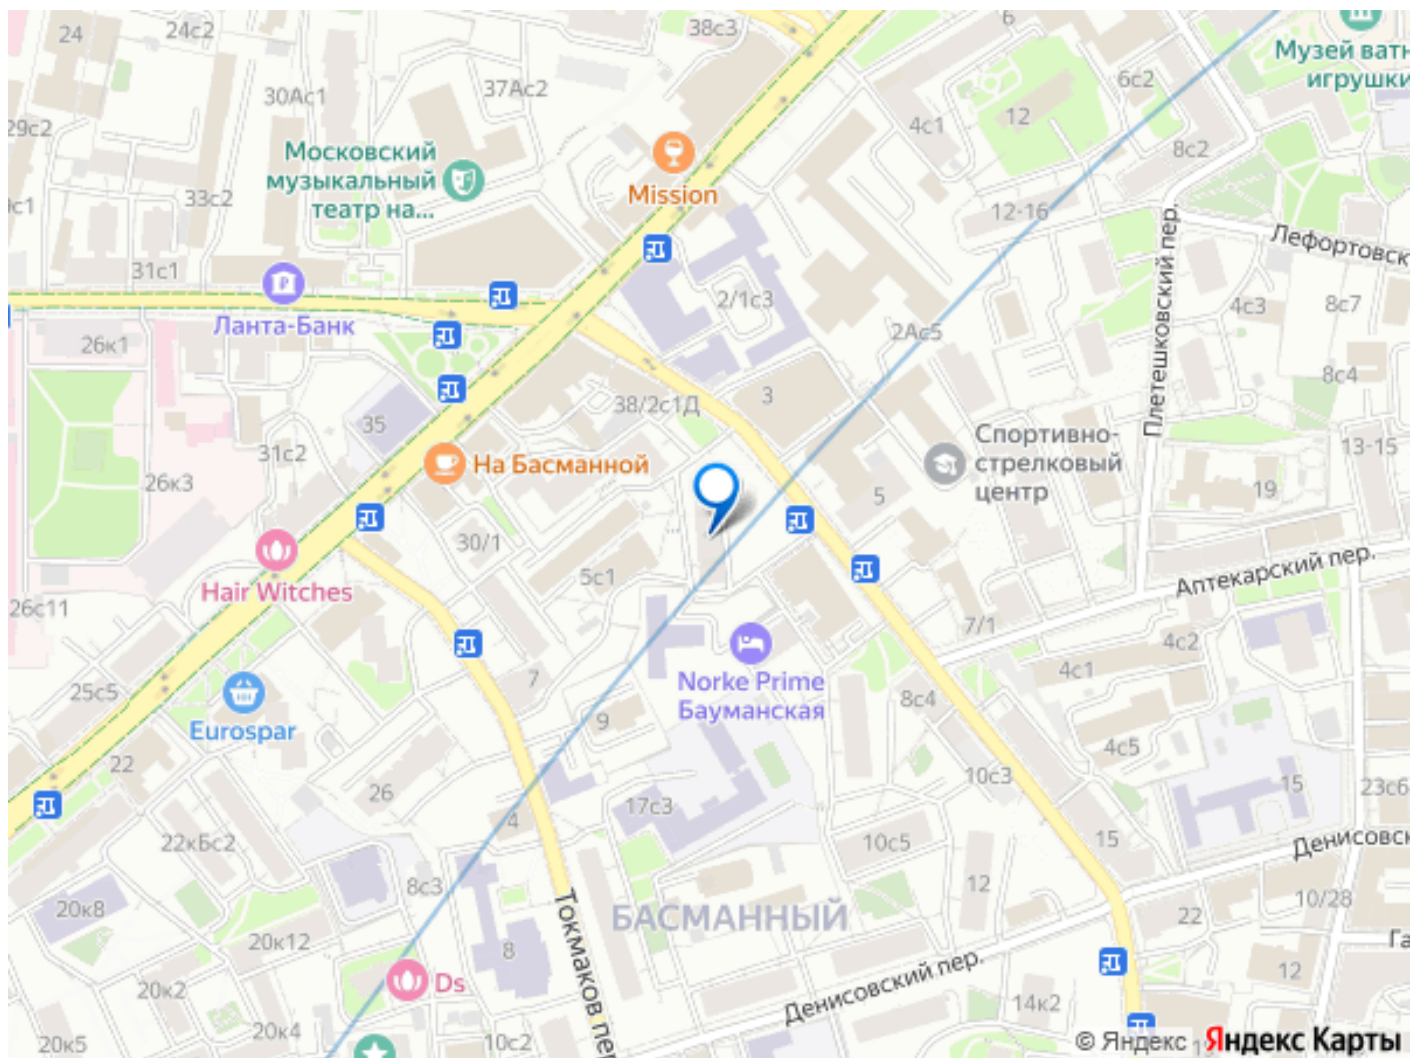 24
24с2
38с3
6
Музей ватн
игрушки
37Ас2
30Ас1
6с2
12
4с1
29с2
8с2
Московский
музыкальный
театр на...
Mission
33с2
12-16
Плетешковский пер.
Лефортовск
31с1
2/1с3
4с3
8с7
Ланта-Банк
26к1
2Ас5
8с4
3
38/2с1Д
35
13-15
31с2
На Басманной
Спортивно-
стрелковый
центр
26к3
5
19
30/1
5с1
Аптекарский пер.
Hair Witches
26с11
7/1
4с2
4с1
7
Norke Prime
Бауманская
25с5
8с4
9
Eurospar
4с5
22
10с3
15
23с6
26
17с3
4
22кБс2
10с5
15
Денисовск
8с3
12
10/28
20к8
Токмаков пер.
БАСМАННЫЙ
22
20к12
8
Га
Денисовский пер.
12
Ds
20к2
14к2
20к4
10с2
20к5
© Яндекс Яндекс Карты